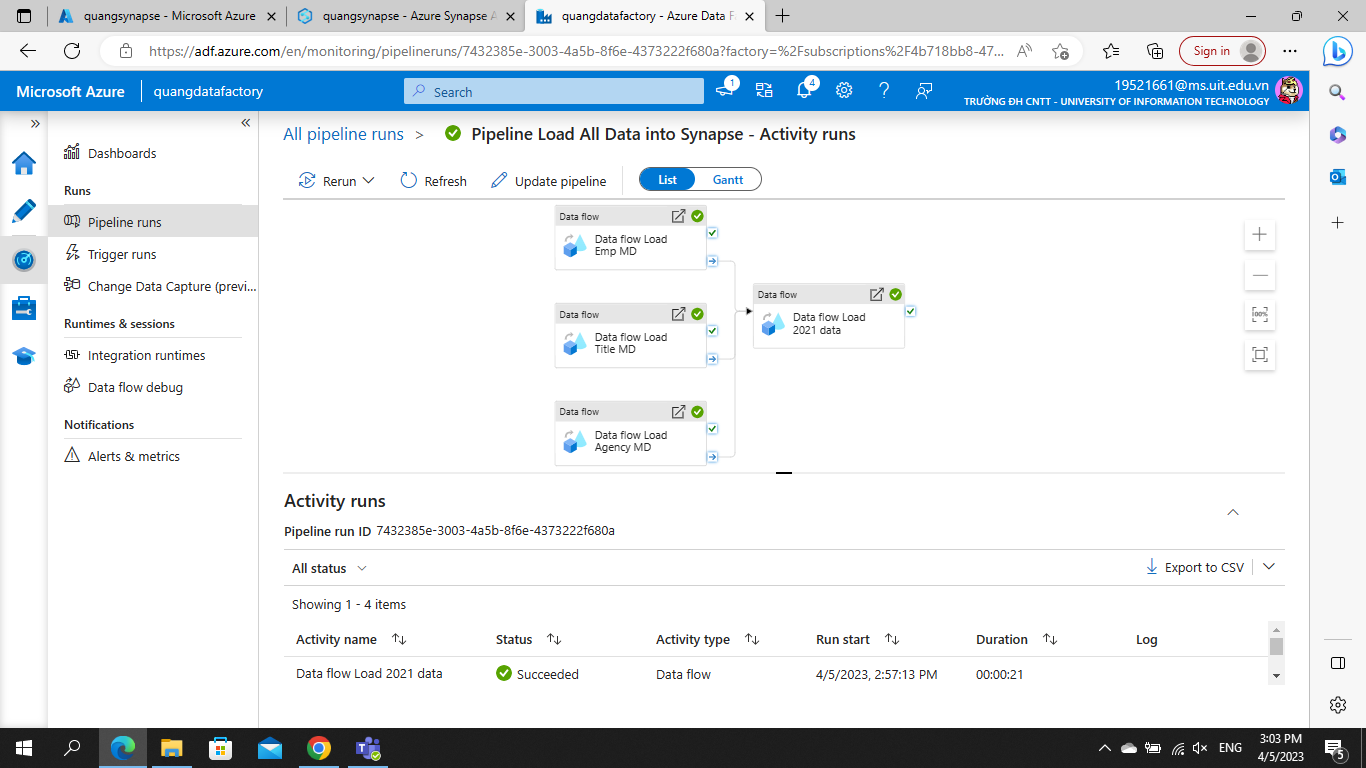 quangsynapse - Microsoft Azure
quangsynapse - Azure Synapse A
quangdatafactory - Azure Data F
https://adf.azure.com/en/monitoring/pipelineruns/7432385e-3003-4a5b-8f6e-4373222f680a?factory=%2Fsubscriptions%2F4b718bb8-47...
Sign in
Microsoft Azure
quangdatafactory
Search
1
4
19521661@ms.uit.edu.vn
TRƯỜNG ĐH CNTT - UNIVERSITY OF INFORMATION TECHNOLOGY
Dashboards
Runs
Pipeline runs
Trigger runs
Change Data Capture (previ...
Runtimes & sessions
Integration runtimes
Data flow debug
Notifications
Alerts & metrics
All pipeline runs >
Pipeline Load All Data into Synapse - Activity runs
Rerun
Refresh
Update pipeline
List
Gantt
Data flow
Data flow Load
Emp MD
Data flow
Data flow Load
Title MD
Data flow
Data flow Load
Agency MD
Data flow
Data flow Load
2021 data
100%
Activity runs
Pipeline run ID 7432385e-3003-4a5b-8f6e-4373222f680a
All status
Export to CSV
Showing 1 - 4 items
Activity name Status Activity type Run start Duration Log
Data flow Load 2021 data Succeeded Data flow 4/5/2023, 2:57:13 PM 00:00:21
ENG
3:03 PM
4/5/2023
5